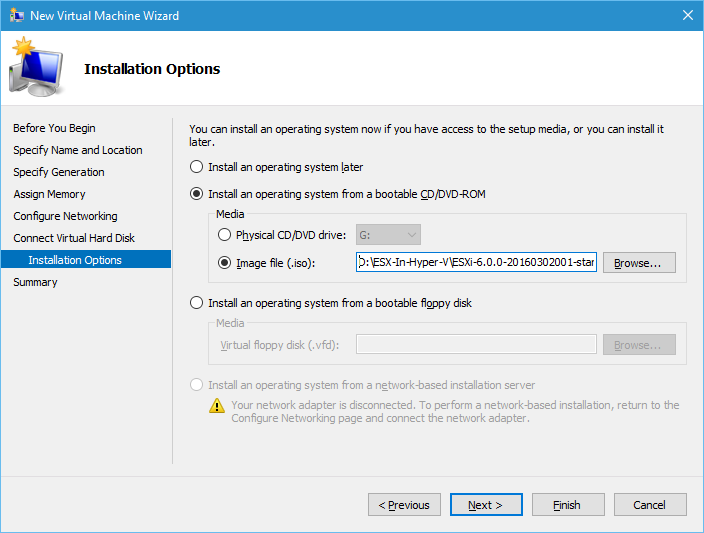 New Virtual Machine Wizard
Installation Options
Before You Begin
Specify Name and Location
Specify Generation
Assign Memory
Configure Networking
Connect Virtual Hard Disk
Installation Options
Summary
You can install an operating system now if you have access to the setup media, or you can install it
later.
Install an operating system later
Install an operating system from a bootable CD/DVD-ROM
Media
Physical CD/DVD drive: G:
Image file (.iso): D:\ESX-In-Hyper-V\ESXi-6.0.0-20160302001-stan Browse...
Install an operating system from a bootable floppy disk
Media
Virtual floppy disk (.vfd): Browse...
Install an operating system from a network-based installation server
Your network adapter is disconnected. To perform a network-based installation, return to the
Configure Networking page and connect the network adapter.
< Previous Next > Finish Cancel